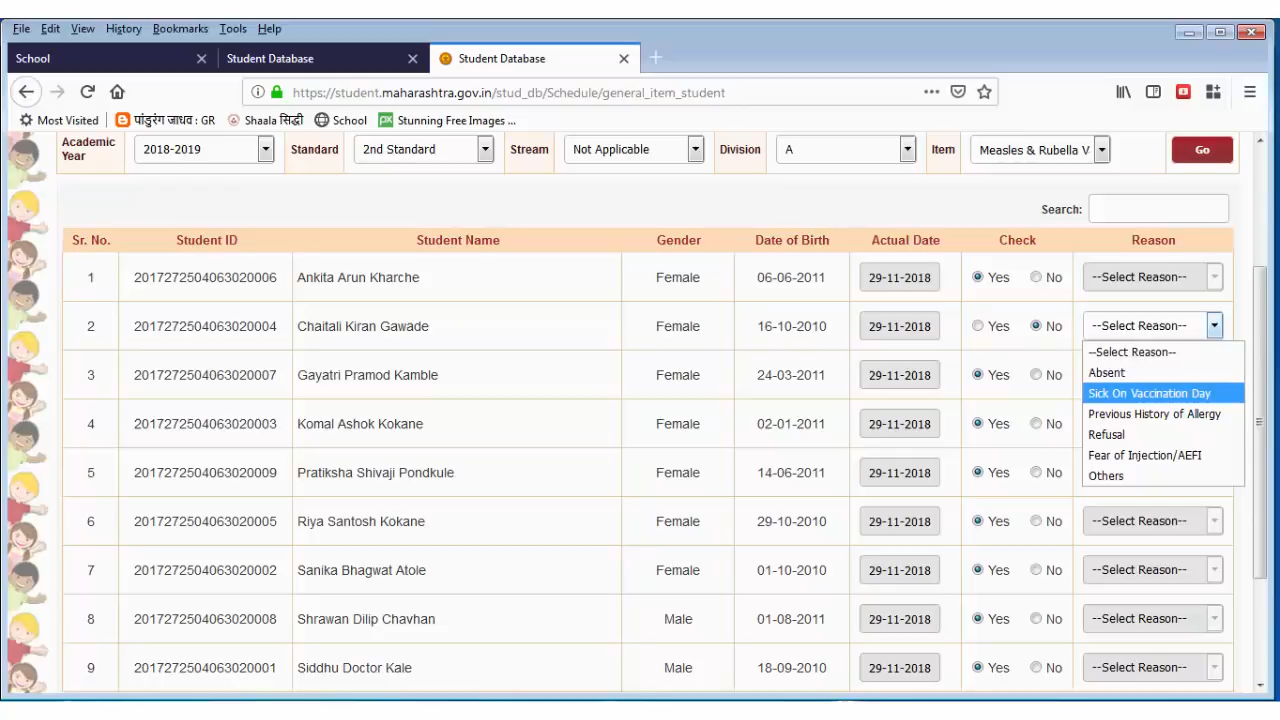 File Edit View History Bookmarks Tools Help
School Student Database Student Database
https://student.maharashtra.gov.in/stud_db/Schedule/general_item_student
Most Visited पांडुरंग जाधव : GR Shaala सिद्धी School Stunning Free Images ...
Academic Year 2018-2019 Standard 2nd Standard Stream Not Applicable Division A Item Measles & Rubella V Go
Search:
Sr. No. Student ID Student Name Gender Date of Birth Actual Date Check Reason
1 2017272504063020006 Ankita Arun Kharche Female 06-06-2011 29-11-2018 Yes No --Select Reason--
2 2017272504063020004 Chaitali Kiran Gawade Female 16-10-2010 29-11-2018 Yes No --Select Reason--
--Select Reason--
Absent
Sick On Vaccination Day
Previous History of Allergy
Refusal
Fear of Injection/AEFI
Others
3 2017272504063020007 Gayatri Pramod Kamble Female 24-03-2011 29-11-2018 Yes No
4 2017272504063020003 Komal Ashok Kokane Female 02-01-2011 29-11-2018 Yes No
5 2017272504063020009 Pratiksha Shivaji Pondkule Female 14-06-2011 29-11-2018 Yes No
6 2017272504063020005 Riya Santosh Kokane Female 29-10-2010 29-11-2018 Yes No --Select Reason--
7 2017272504063020002 Sanika Bhagwat Atole Female 01-10-2010 29-11-2018 Yes No --Select Reason--
8 2017272504063020008 Shrawan Dilip Chavhan Male 01-08-2011 29-11-2018 Yes No --Select Reason--
9 2017272504063020001 Siddhu Doctor Kale Male 18-09-2010 29-11-2018 Yes No --Select Reason--